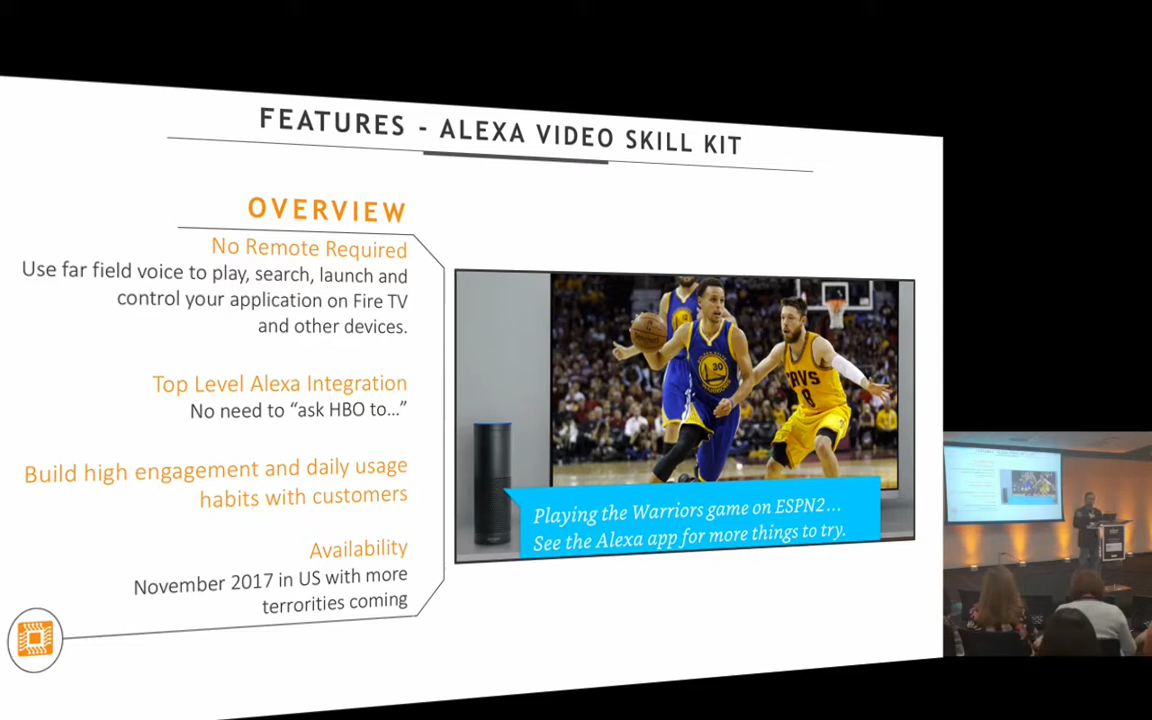 FEATURES - ALEXA VIDEO SKILL KIT
OVERVIEW
No Remote Required
Use far field voice to play, search, launch and
control your application on Fire TV
and other devices.
Top Level Alexa Integration
No need to “ask HBO to...”
Build high engagement and daily usage
habits with customers
Availability
November 2017 in US with more
terrorities coming
30
CAVS
8
Playing the Warriors game on ESPN2...
See the Alexa app for more things to try.